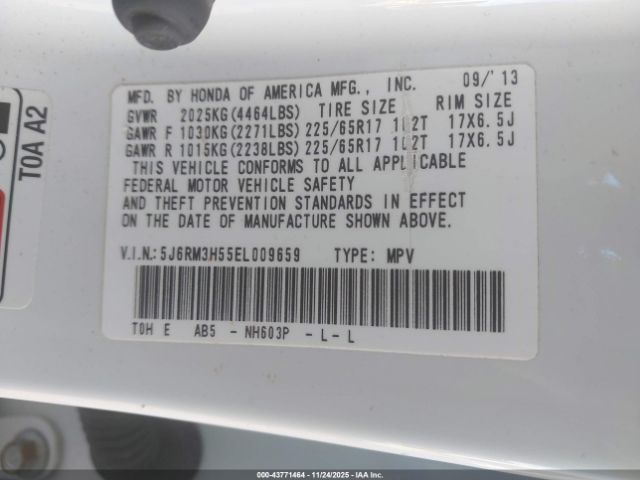 MFD. BY HONDA OF AMERICA MFG., INC. 09/'13
GVWR 2025KG(4464LBS) TIRE SIZE RIM SIZE
GAWR F 1030KG(2271LBS) 225/65R17 102T 17X6.5J
GAWR R 1015KG(2238LBS) 225/65R17 102T 17X6.5J
THIS VEHICLE CONFORMS TO ALL APPLICABLE
FEDERAL MOTOR VEHICLE SAFETY
AND THEFT PREVENTION STANDARDS IN EFFECT
ON THE DATE OF MANUFACTURE SHOWN ABOVE.
V.I.N.:5J6RM3H55EL009659 TYPE: MPV
T0H E AB5 - NH603P - L- L
T0A A2
00-43771464 - 11/24/2025 - IAAI.COM